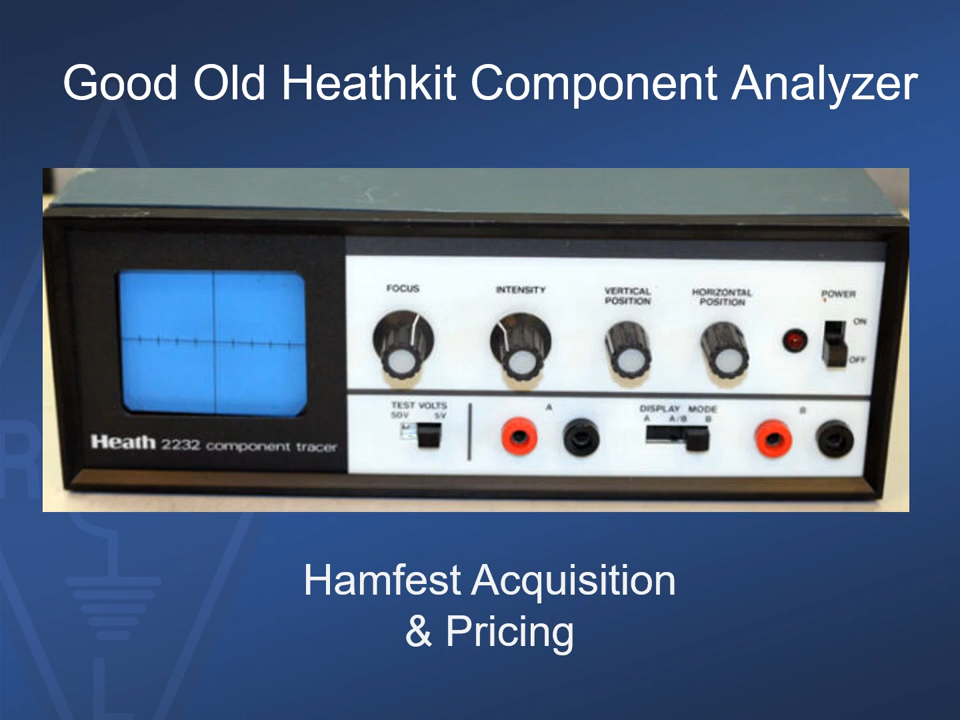 Good Old Heathkit Component Analyzer
FOCUS
INTENSITY
VERTICAL
POSITION
HORIZONTAL
POSITION
POWER
ON
OFF
TEST VOLTS
50V 5V
A
DISPLAY MODE
A A/B B
B
Heath 2232 component tracer
R
L
Hamfest Acquisition
& Pricing